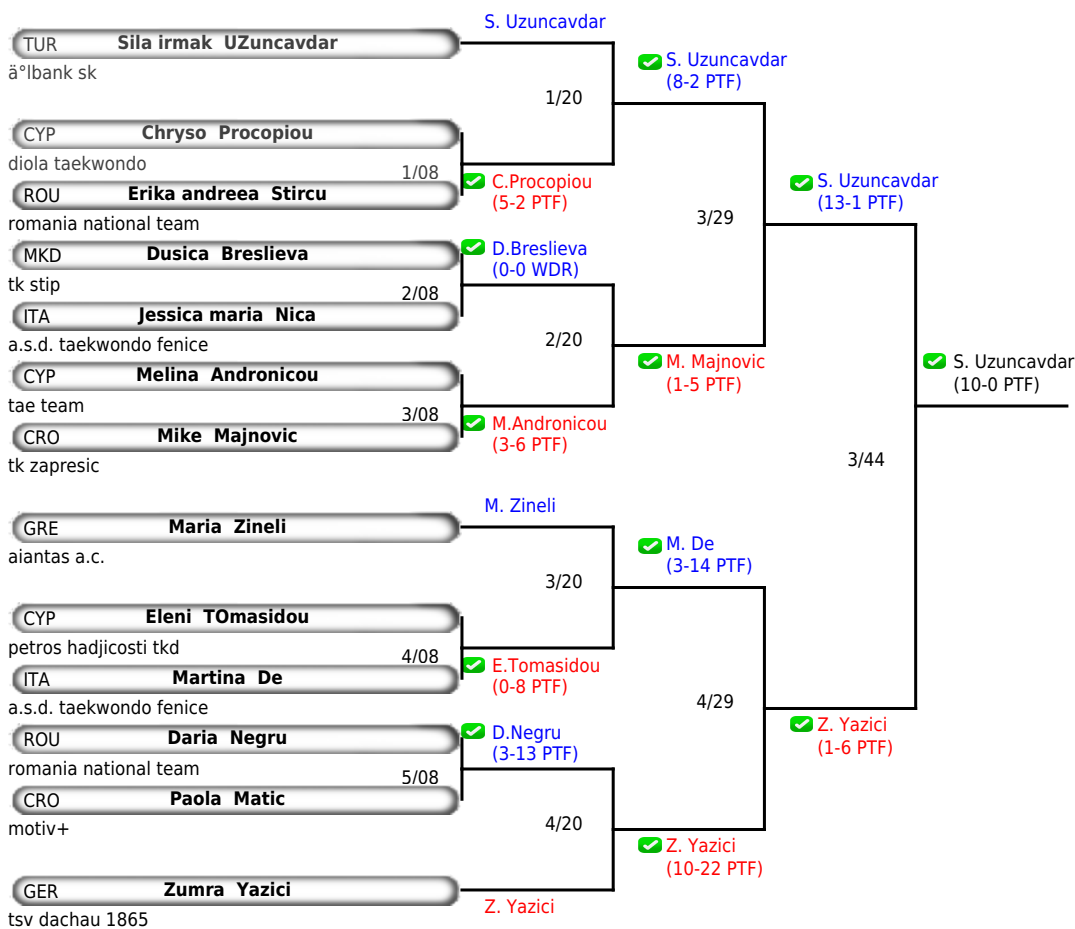 S. Uzuncavdar
TUR Sila irmak UZuncavdar
ä°lbank sk
S. Uzuncavdar
(8-2 PTF)
1/20
CYP Chryso Procopiou
diola taekwondo
1/08
C.Procopiou
(5-2 PTF)
S. Uzuncavdar
(13-1 PTF)
ROU Erika andreea Stircu
romania national team
3/29
MKD Dusica Breslieva
D.Breslieva
(0-0 WDR)
tk stip
2/08
ITA Jessica maria Nica
a.s.d. taekwondo fenice
2/20
M. Majnovic
(1-5 PTF)
S. Uzuncavdar
(10-0 PTF)
CYP Melina Andronicou
tae team
3/08
M.Andronicou
(3-6 PTF)
CRO Mike Majnovic
tk zapresic
3/44
M. Zineli
GRE Maria Zineli
aiantas a.c.
M. De
(3-14 PTF)
3/20
CYP Eleni TOmasidou
petros hadjicosti tkd
4/08
E.Tomasidou
(0-8 PTF)
ITA Martina De
a.s.d. taekwondo fenice
4/29
ROU Daria Negru
D.Negru
(3-13 PTF)
Z. Yazici
(1-6 PTF)
romania national team
5/08
CRO Paola Matic
motiv+
4/20
Z. Yazici
(10-22 PTF)
GER Zumra Yazici
Z. Yazici
tsv dachau 1865